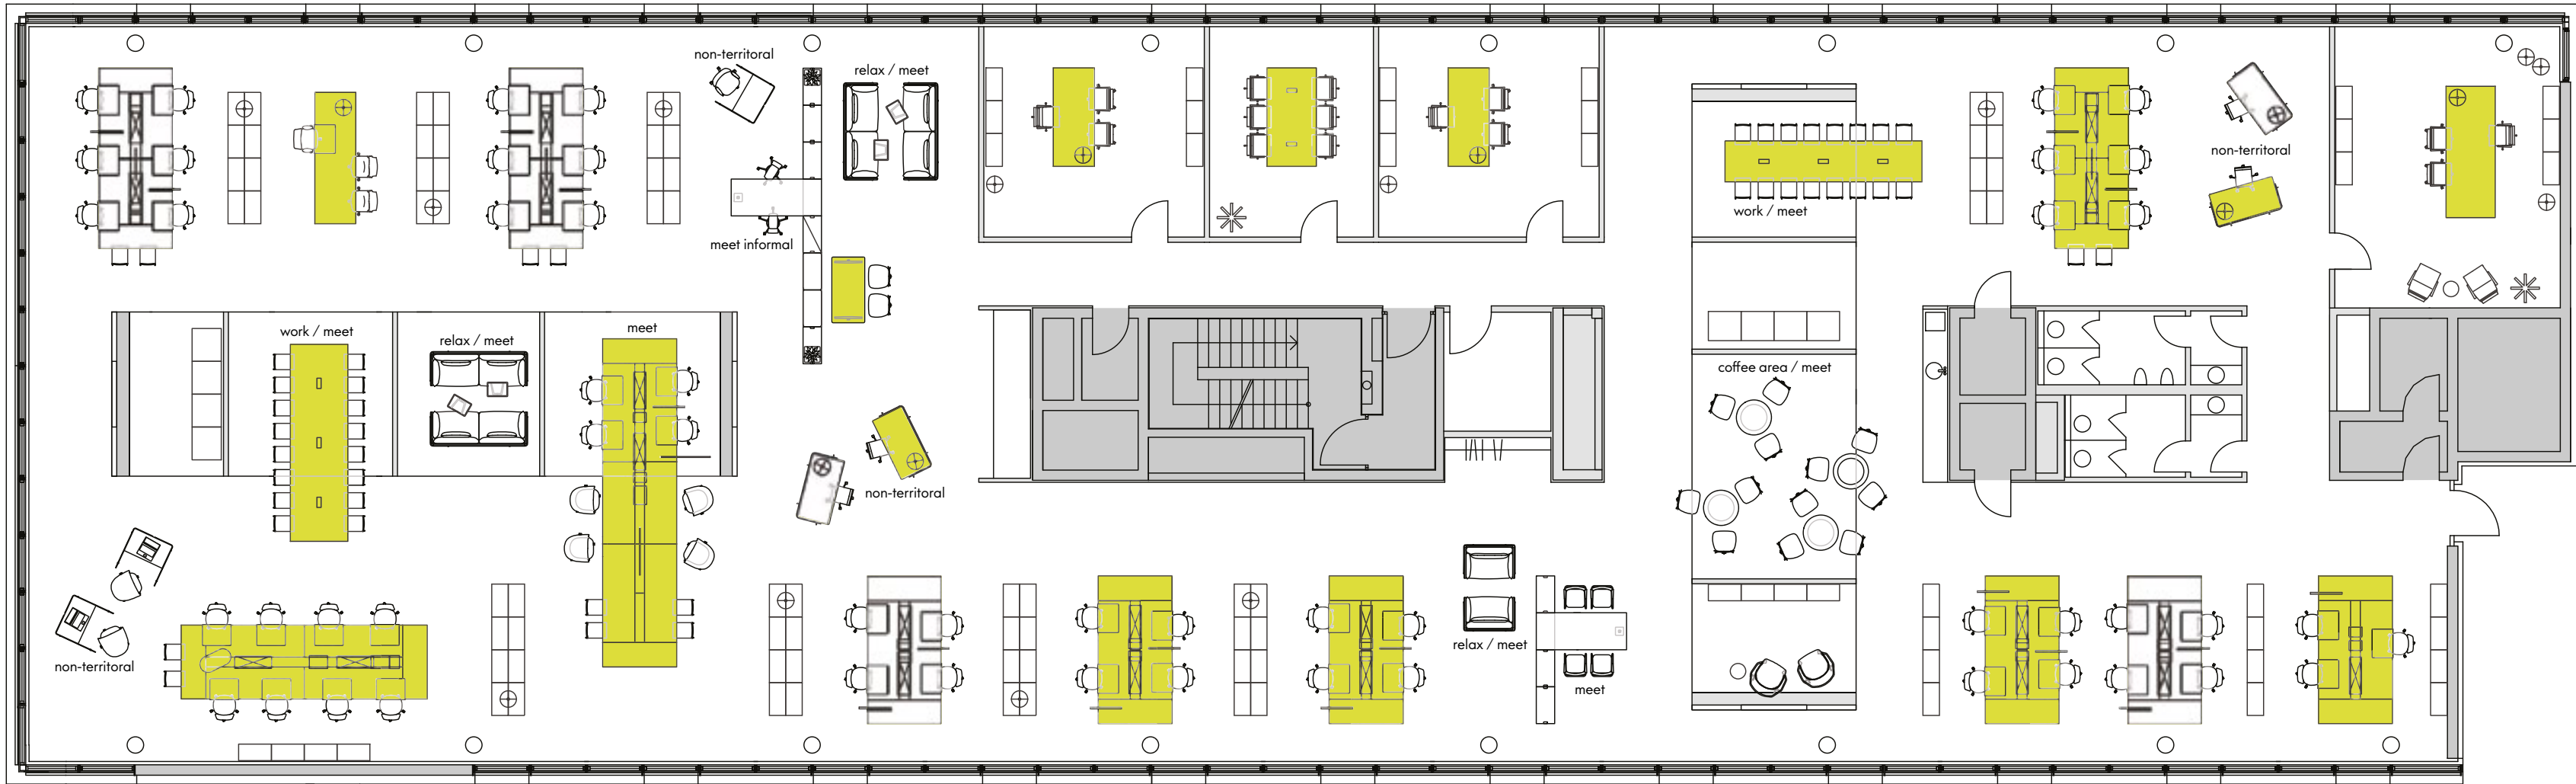 non-territoral
relax / meet
meet informal
work / meet
non-territoral
work / meet
relax / meet
meet
coffee area / meet
non-territoral
non-territoral
relax / meet
meet